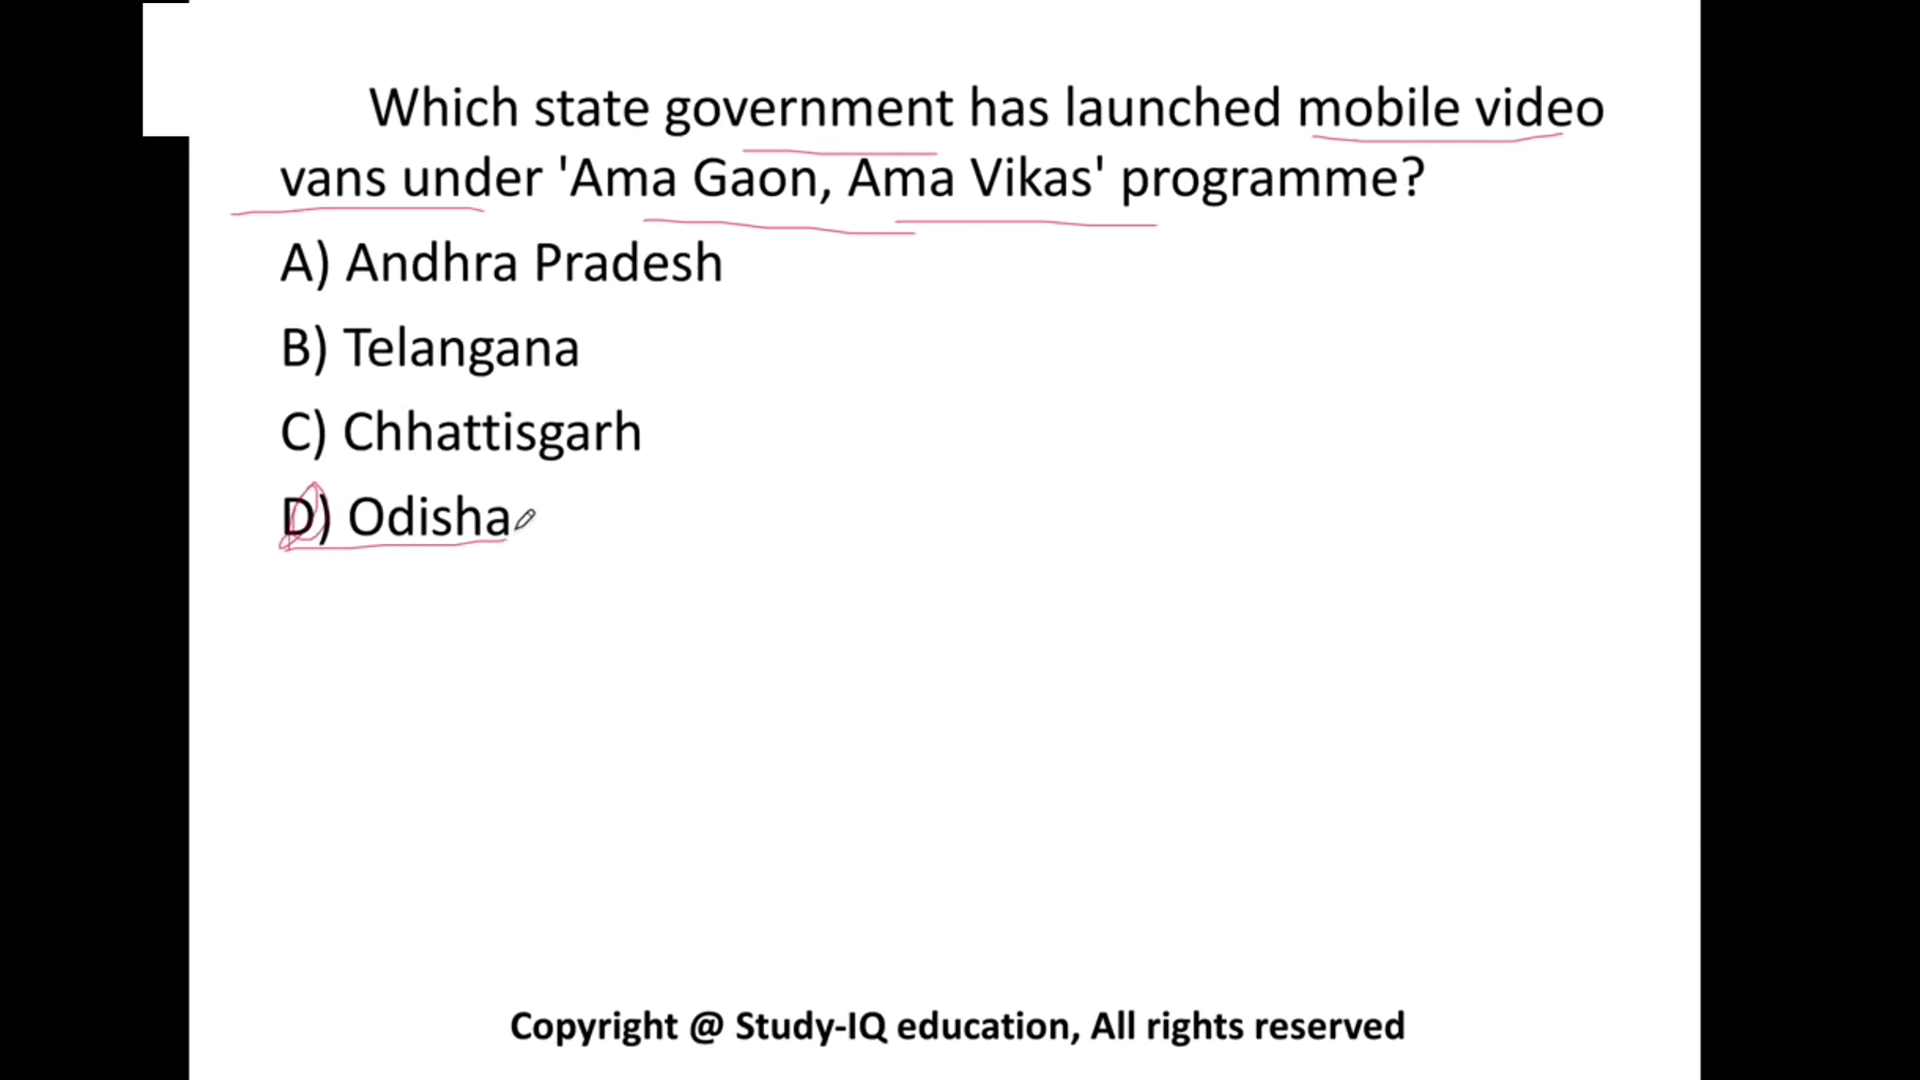 Which state government has launched mobile video
vans under 'Ama Gaon, Ama Vikas' programme?
A) Andhra Pradesh
B) Telangana
C) Chhattisgarh
D) Odisha
Copyright @ Study-IQ education, All rights reserved